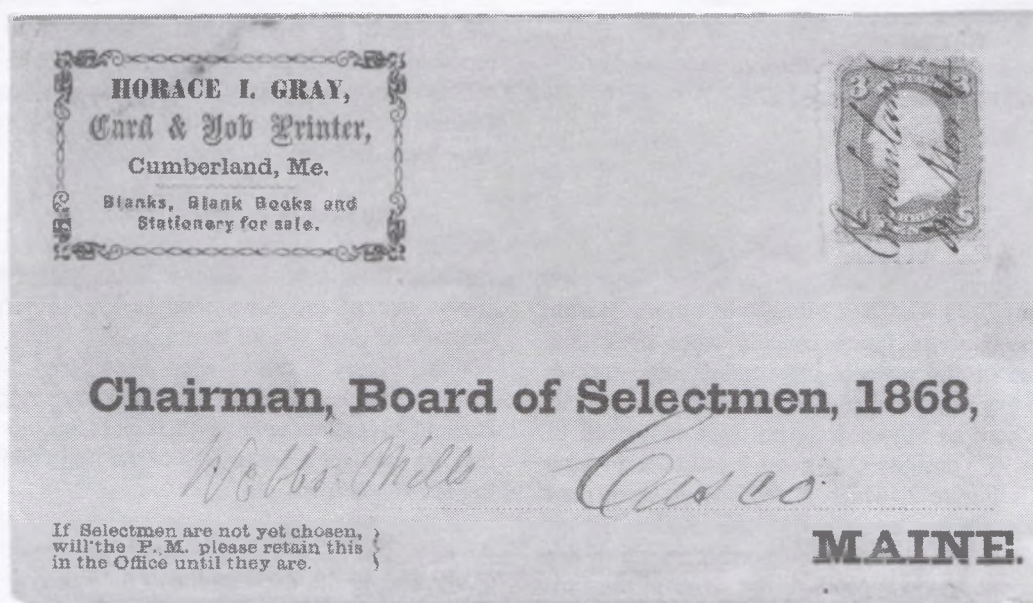 HORACE I. GRAY,
Card & Job Printer,
Cumberland, Me.
Blanks, Blank Books and
Stationery for sale.
3 3
Chairman, Board of Selectmen, 1868,
Webbs Mills Casco
If Selectmen are not yet chosen,
will the P. M. please retain this
in the Office until they are.
MAINE.